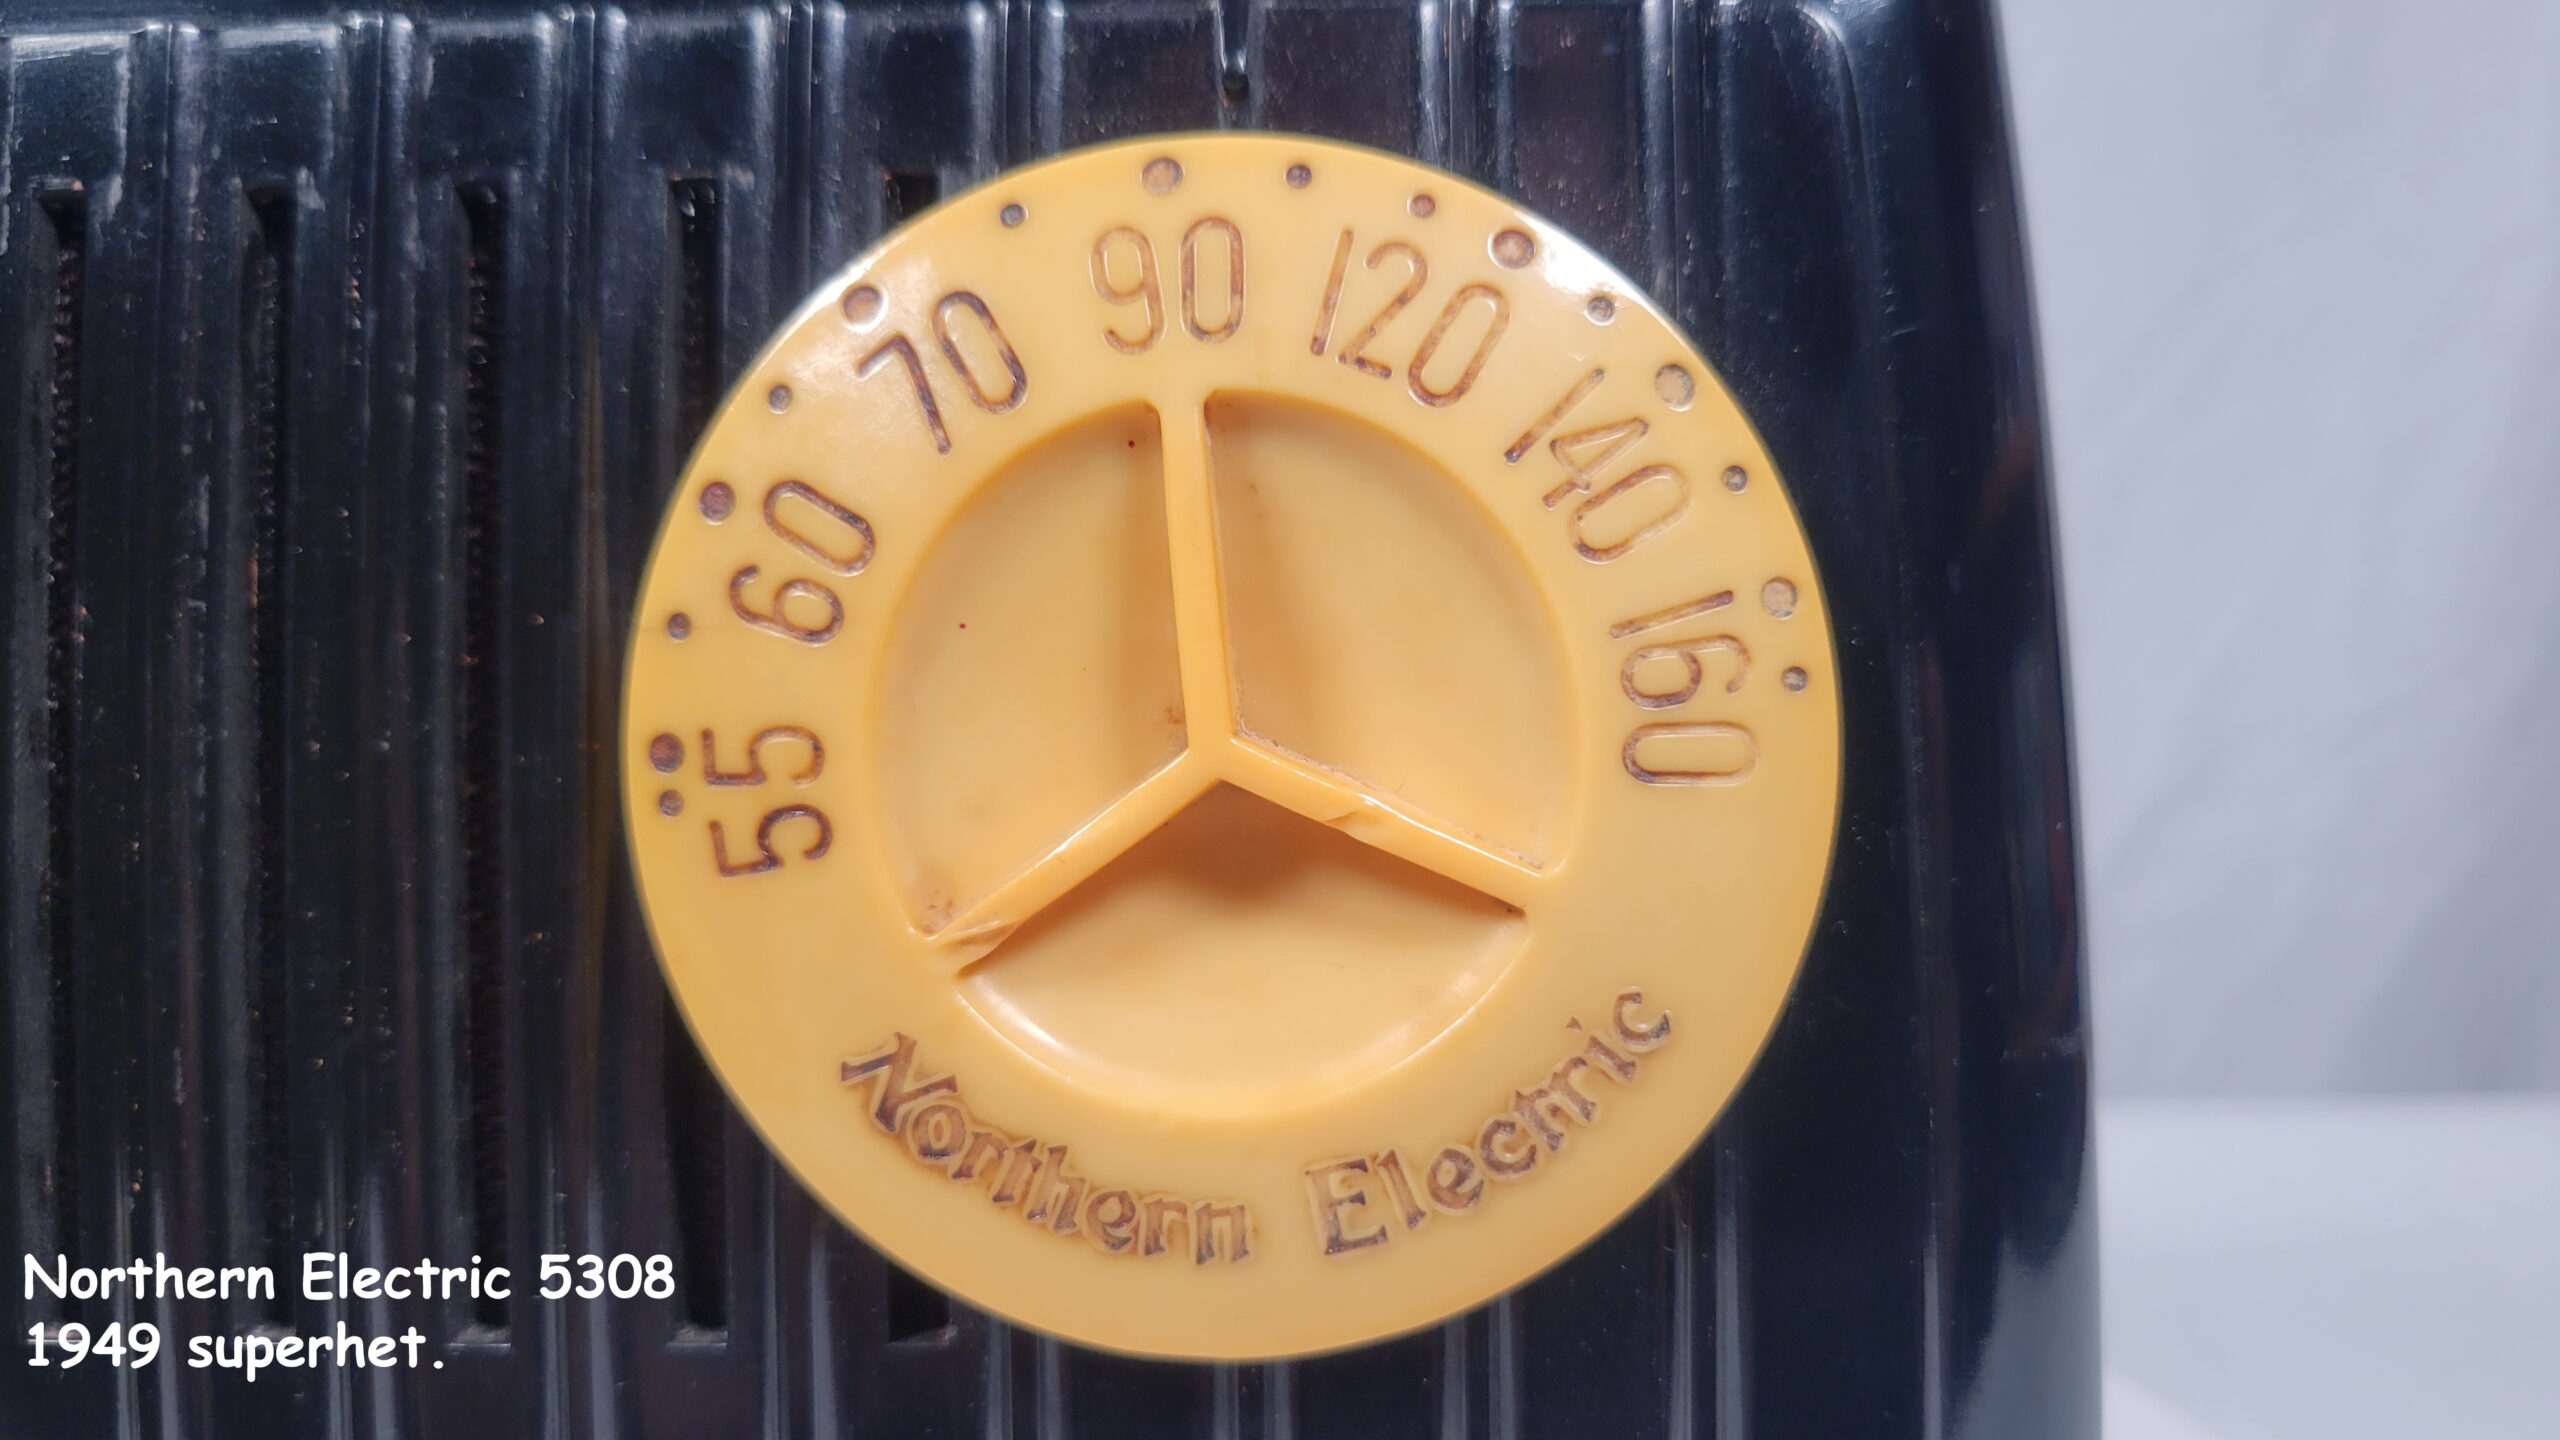 55 60 70 90 120 140 160
Northern Electric
Northern Electric 5308
1949 superhet.